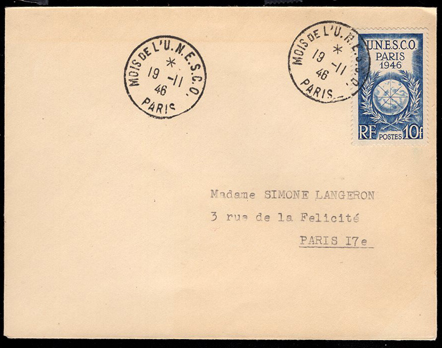 MOIS DE L'U.N.E.S.C.O.
*
19 -11
46
PARIS
MOIS DE L'U.N.E.S.C.O.
*
19 -11
46
PARIS
U.N.E.S.C.O.
PARIS
1946
RF POSTES 10f
Madame SIMONE LANGERON
3 rue de la Felicité
PARIS 17e